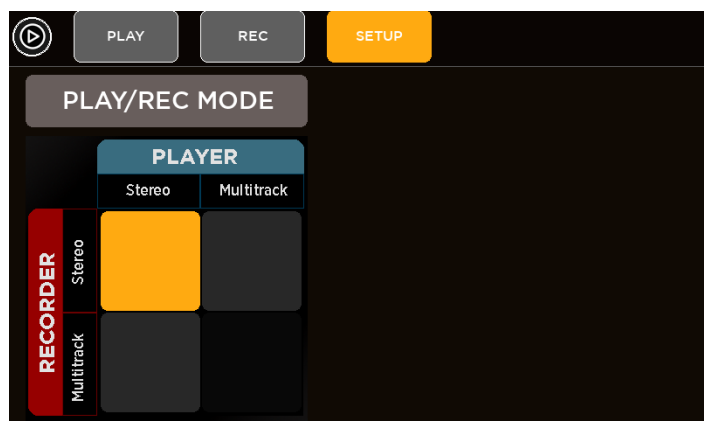 PLAY
REC
SETUP
PLAY/REC MODE
PLAYER
Stereo
Multitrack
RECORDER
Stereo
Multitrack